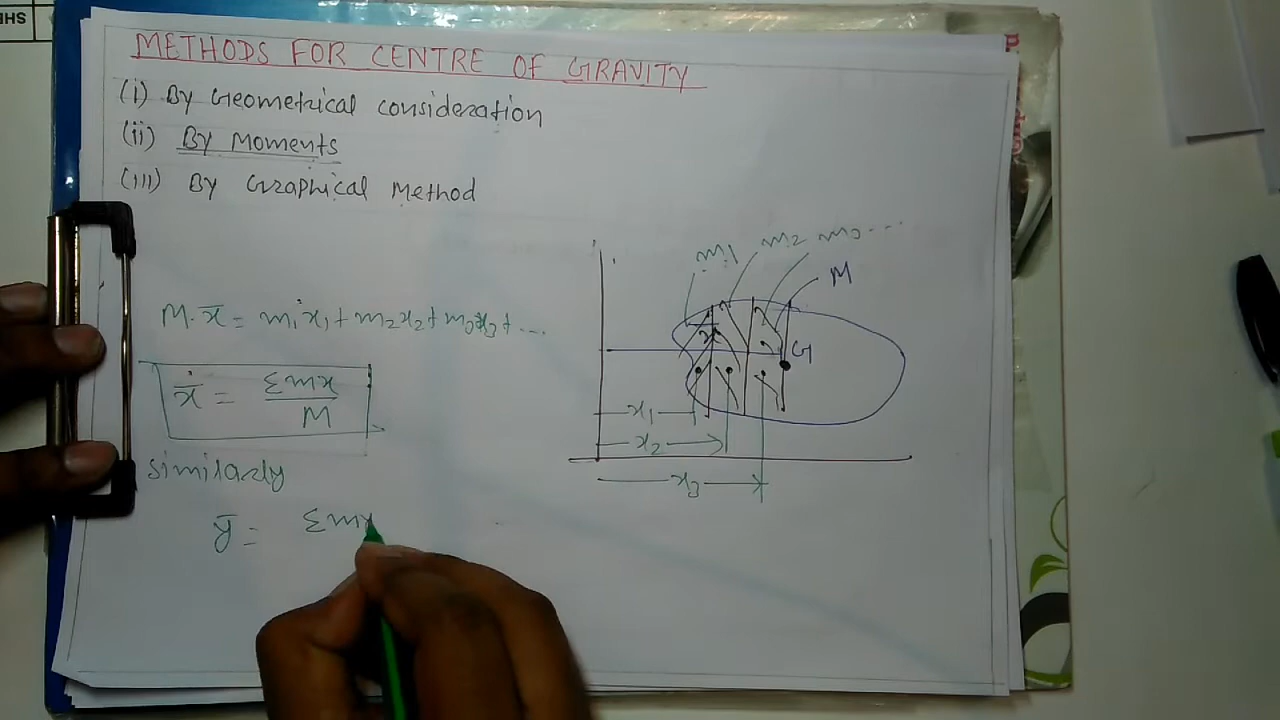 METHODS FOR CENTRE OF GRAVITY
(i) By Geometrical consideration
(ii) By Moments
(iii) By Graphical Method
m1 m2 m3 ...
M
M.x̅ = m1x1 + m2x2 + m3x3 + ...
G
x̅ = Σmx / M
x1
x2
similarly
x3
y̅ = Σmy